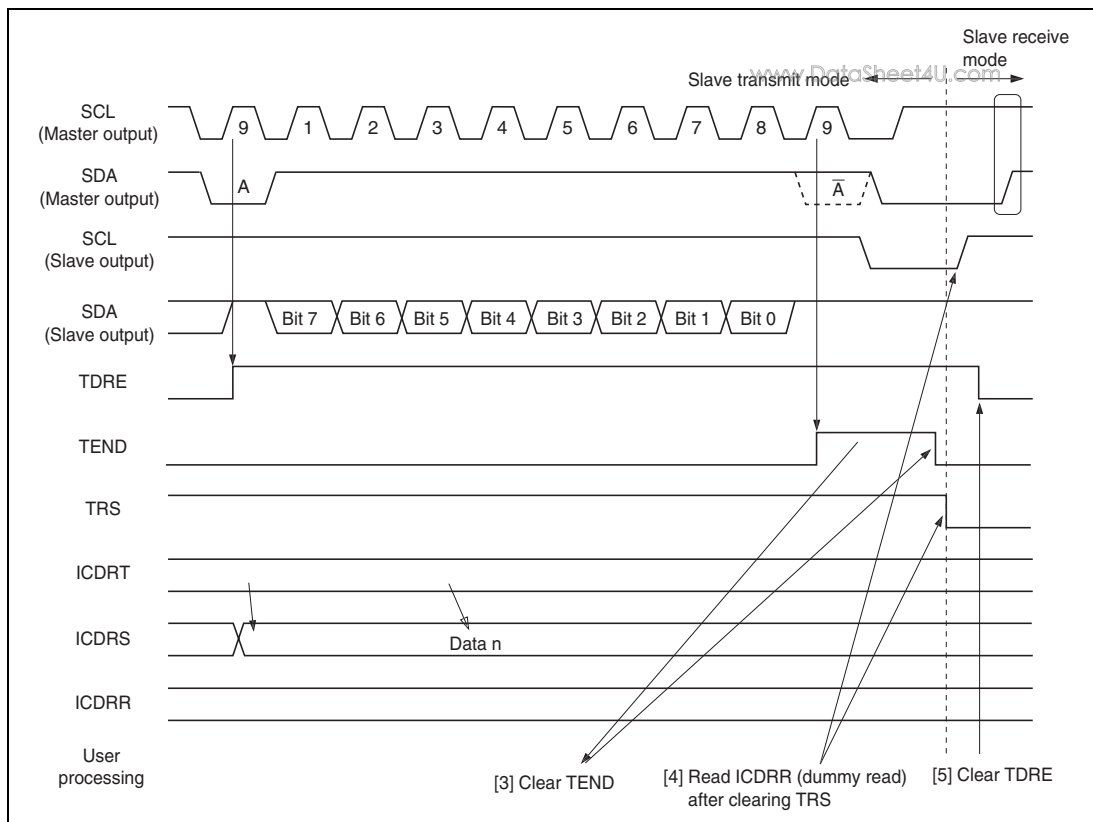 Slave receive
mode
www.DataSheet4U.com
Slave transmit mode
SCL
(Master output)
9 1 2 3 4 5 6 7 8 9
SDA
(Master output)
A A̅
SCL
(Slave output)
SDA
(Slave output)
Bit 7 Bit 6 Bit 5 Bit 4 Bit 3 Bit 2 Bit 1 Bit 0
TDRE
TEND
TRS
ICDRT
ICDRS
Data n
ICDRR
User
processing
[3] Clear TEND
[4] Read ICDRR (dummy read)
after clearing TRS
[5] Clear TDRE